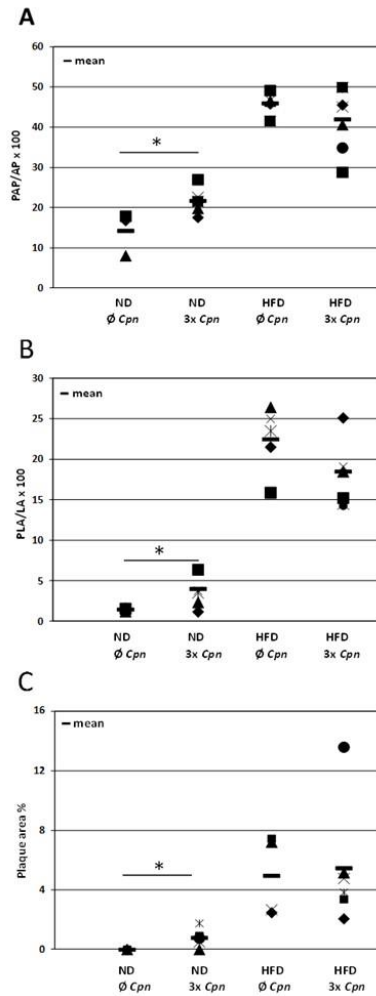 A
60
50
40
30
20
10
0
PAP/AP x 100
mean
*
ND ND HFD HFD
Ø Cpn 3x Cpn Ø Cpn 3x Cpn
B
30
25
20
15
10
5
0
PLA/LA x 100
mean
*
ND ND HFD HFD
Ø Cpn 3x Cpn Ø Cpn 3x Cpn
C
16
12
8
4
0
Plaque area %
mean
*
ND ND HFD HFD
Ø Cpn 3x Cpn Ø Cpn 3x Cpn